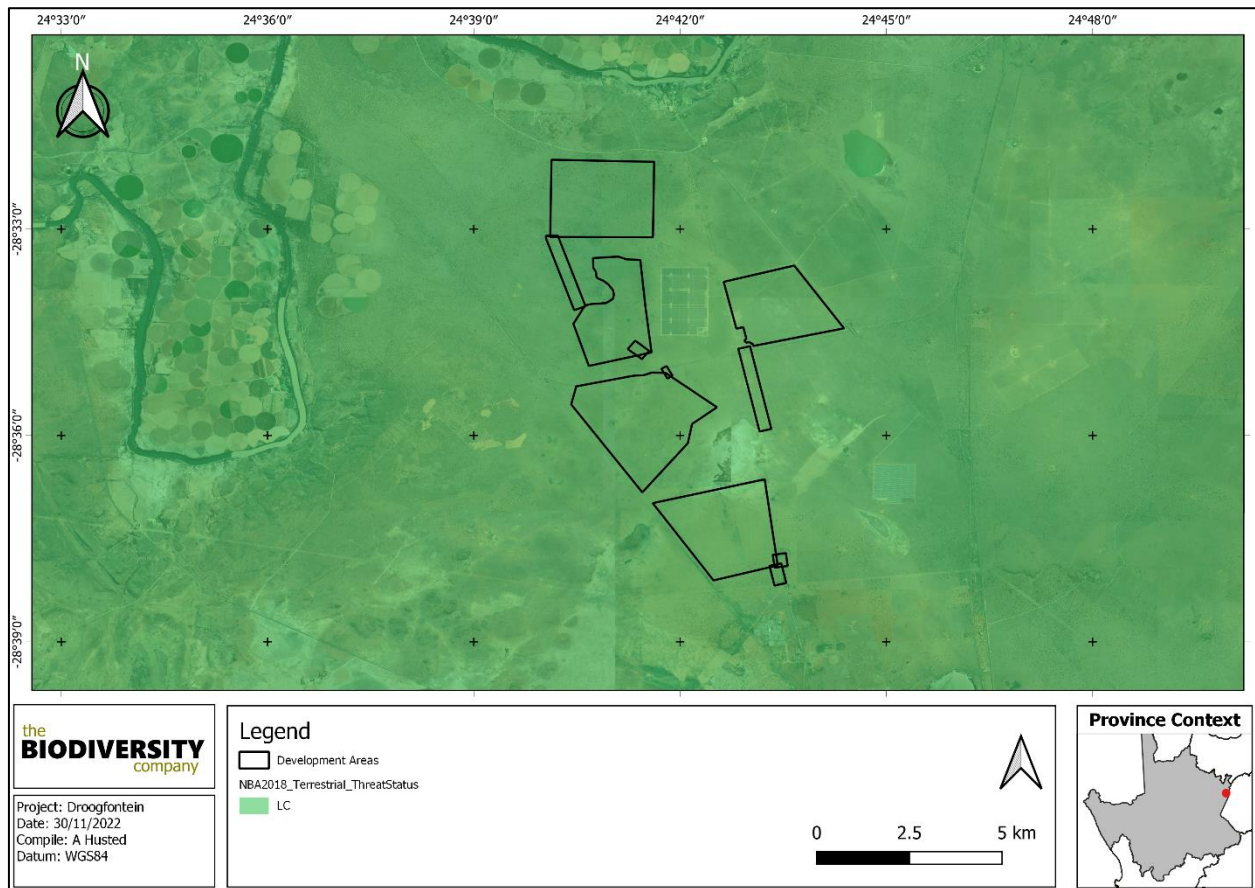 24°33′0″ 24°36′0″ 24°39′0″ 24°42′0″ 24°45′0″ 24°48′0″
N
-28°33′0″
-28°36′0″
-28°39′0″
the
BIODIVERSITY
company
Project: Droogfontein
Date: 30/11/2022
Compile: A Husted
Datum: WGS84
Legend
Development Areas
NBA2018_Terrestrial_ThreatStatus
LC
0 2.5 5 km
Province Context